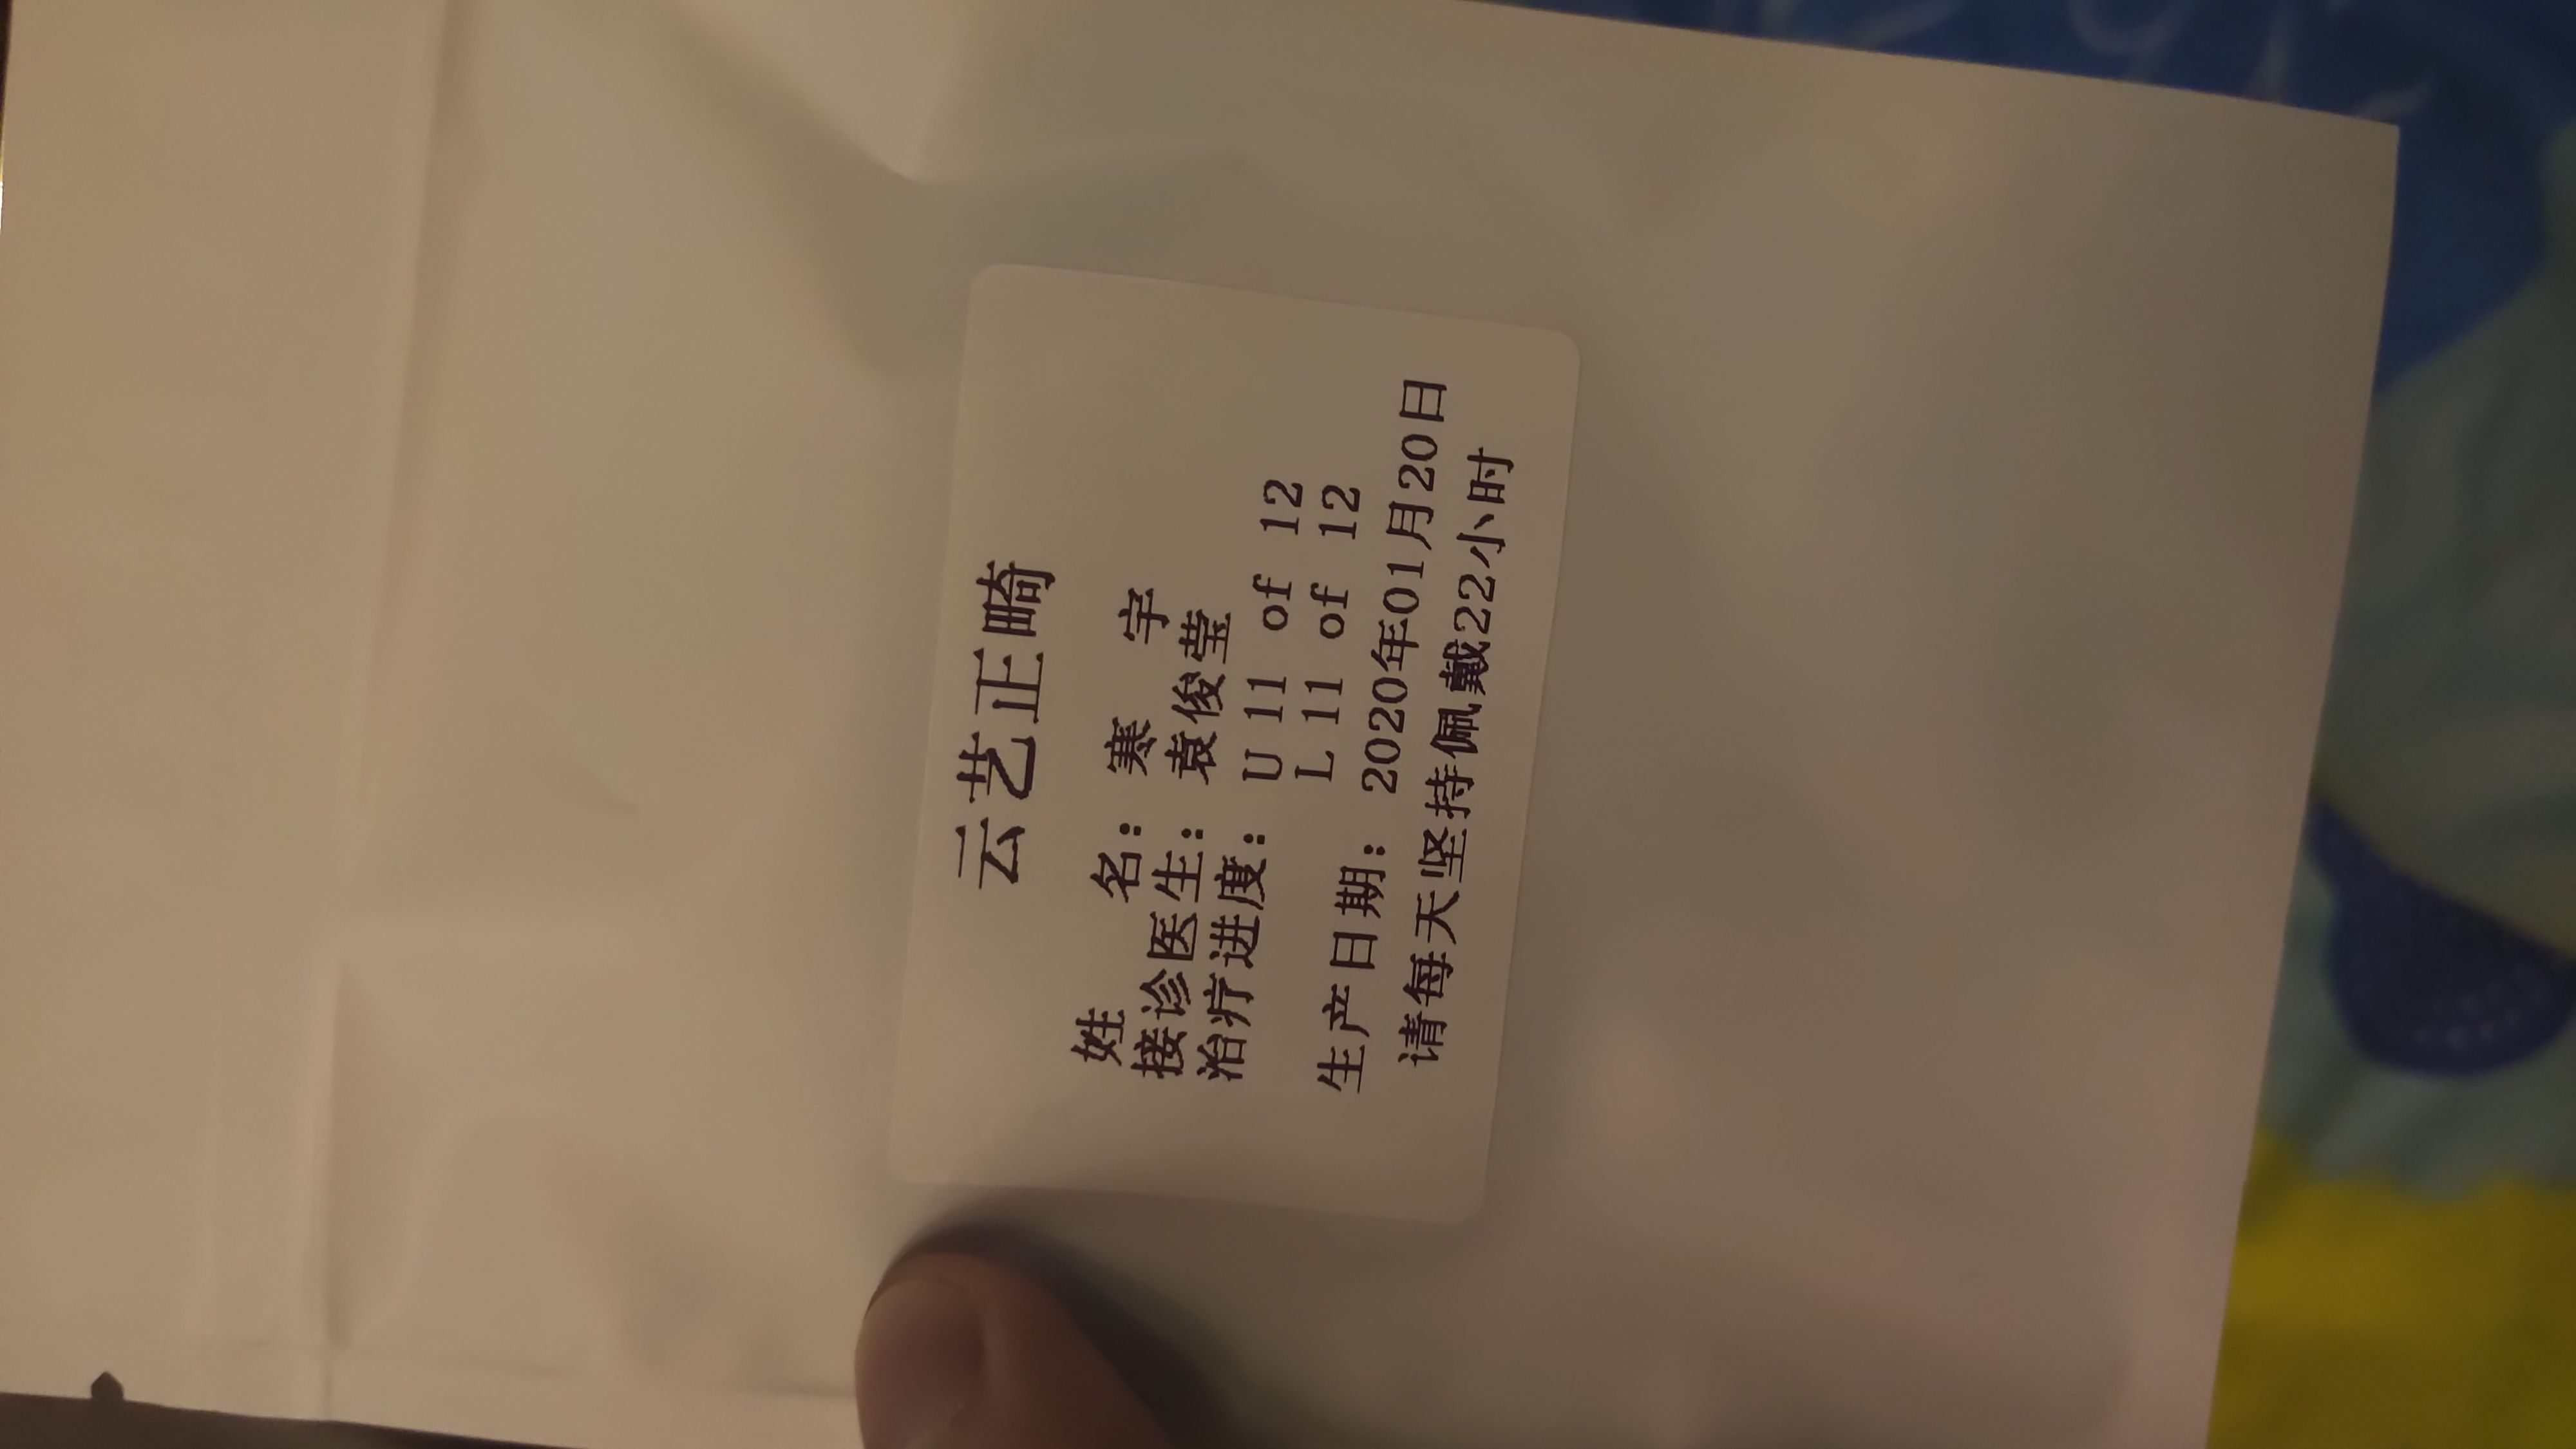 云艺正畸
姓 名： 寒 宇
接诊医生：袁俊莹
治疗进度：U 11 of 12
L 11 of 12
生产日期：2020年01月20日
请每天坚持佩戴22小时